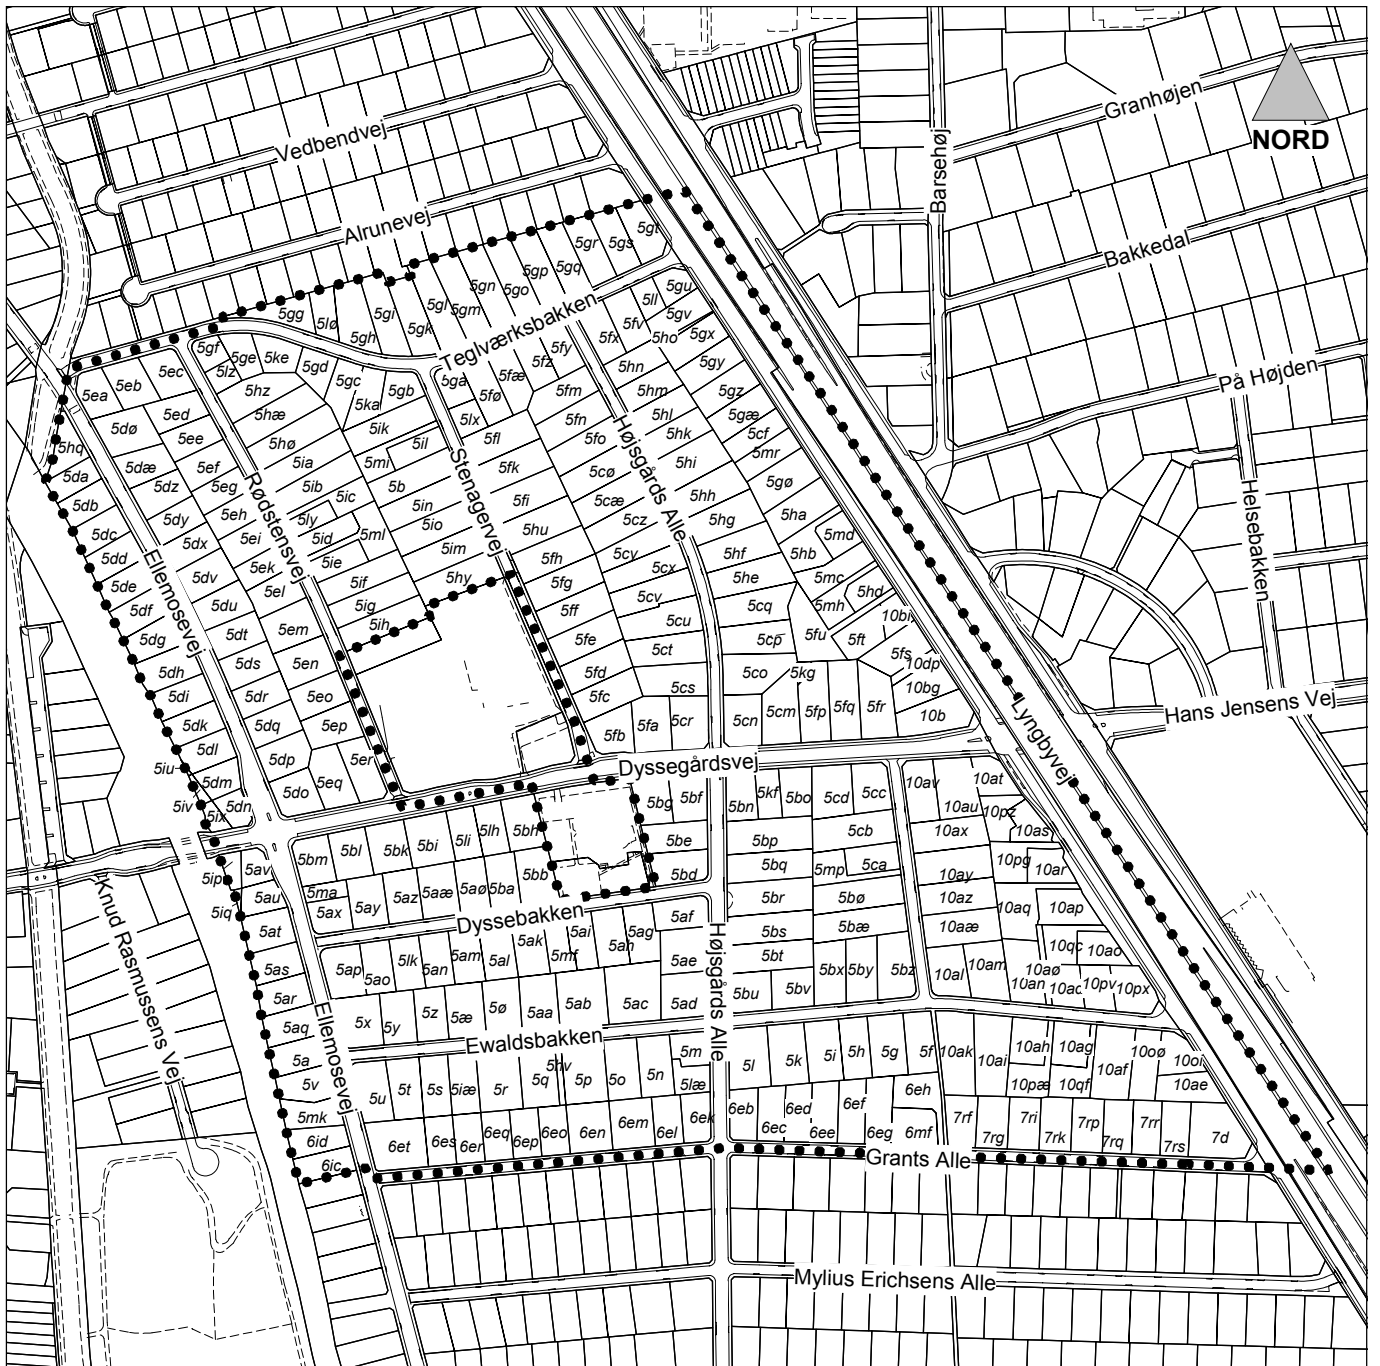 Granhøjen
NORD
Vedbendvej
Barsehøj
Alrunevej
Bakkedal
5gt
5gr
5gs
5gp
5gq
5gn
5go
5gu
5ll
5gi
5gl
5gm
5gv
5gg
5lø
Teglværksbakken
5fv
5gh
5gk
5ho
5gx
5fx
5gf
5ge
5ke
5fy
5gy
5fz
5hn
5ec
5lz
5gd
5fæ
På Højden
5eb
5gc
5gb
5ga
5fø
5fm
5hm
5gz
5ea
5hz
5ka
5ed
5hæ
5lx
5fn
5hl
5gæ
5dø
5ik
Højsgårds Alle
5ee
5hø
5il
5fl
5fo
5hk
5cf
5hq
5ia
5mi
5fk
5cø
5hi
5mr
5da
5dæ
5ef
Stenagervej
5dz
5eg
Rødstensvej
5ib
5b
5fi
5cæ
5hh
5gø
Helsebakken
5db
5ic
5in
5dy
5eh
5ly
5io
5hu
5cz
5hg
5ha
5dc
5dx
5ei
5id
5ml
5md
5dd
Ellemosevej
5ie
5im
5fh
5cy
5hf
5hb
5de
5dv
5ek
5if
5hy
5fg
5cx
5he
5mc
5df
5du
5el
5ig
5ff
5cv
5cq
5mh
5hd
5dg
5dt
5em
5ih
5fe
5cu
5cp
5fu
5ft
10bl
5dh
5ds
5en
5fd
5ct
5co
5kg
5fs
10dp
5di
5dr
5eo
5fc
5cs
10bg
5dk
5dq
5ep
5fb
5fa
5cr
5cn
5cm
5fp
5fq
5fr
10b
Lyngbyvej
Hans Jensens Vej
5dl
5dp
5er
5iu
5dm
5do
5eq
Dyssegårdsvej
5iv
5dn
5ix
5bg
5bf
5bn
5kf
5bo
5cd
5cc
10av
10at
10au
10pz
5bm
5bl
5bk
5bi
5li
5lh
5bh
5be
5bp
5cb
10ax
10as
5ip
5av
5bb
5bd
5bq
5mp
5ca
10pg
10ar
10ay
Knud Rasmussens Vej
5iq
5au
5ma
5ax
5ay
5az
5aæ
5aø
5ba
5br
5bø
10az
10aq
10ap
5at
Dyssebakken
5af
5bs
5bæ
10aæ
5as
5ap
5ao
5lk
5an
5am
5al
5ak
5mf
5ai
5ah
5ag
5ae
Højsgårds Alle
5bt
5bx
5by
5bz
10al
10am
10qc
10ao
10aø
5ar
5bu
5bv
10an
10ac
10pv
10px
5aq
Ellemosevej
5x
5y
5z
5æ
5ø
5aa
5ab
5ac
5ad
5a
Ewaldsbakken
5v
5u
5t
5s
5iæ
5r
5q
5hv
5p
5o
5n
5m
5læ
5l
5k
5i
5h
5g
5f
10ak
10ai
10ah
10ag
10af
10oø
10oi
10pæ
10qf
10ae
5mk
6eh
6id
6et
6es
6er
6eq
6ep
6eo
6en
6em
6el
6ek
6eb
6ec
6ed
6ee
6ef
6eg
6mf
7rf
7rg
7ri
7rk
7rp
7rq
7rr
7rs
7d
6ic
Grants Alle
Mylius Erichsens Alle